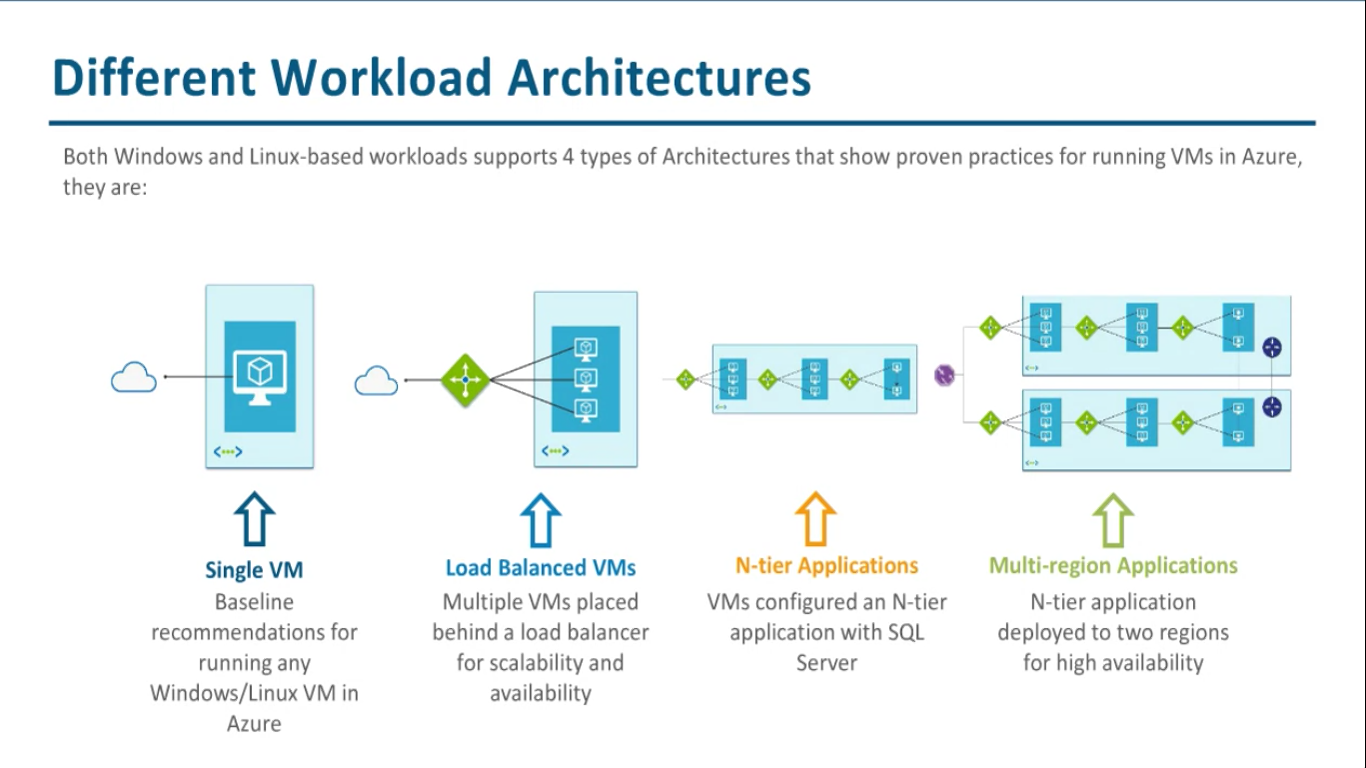 Different Workload Architectures
Both Windows and Linux-based workloads supports 4 types of Architectures that show proven practices for running VMs in Azure,
they are:
Single VM
Baseline
recommendations for
running any
Windows/Linux VM in
Azure
Load Balanced VMs
Multiple VMs placed
behind a load balancer
for scalability and
availability
N-tier Applications
VMs configured an N-tier
application with SQL
Server
Multi-region Applications
N-tier application
deployed to two regions
for high availability